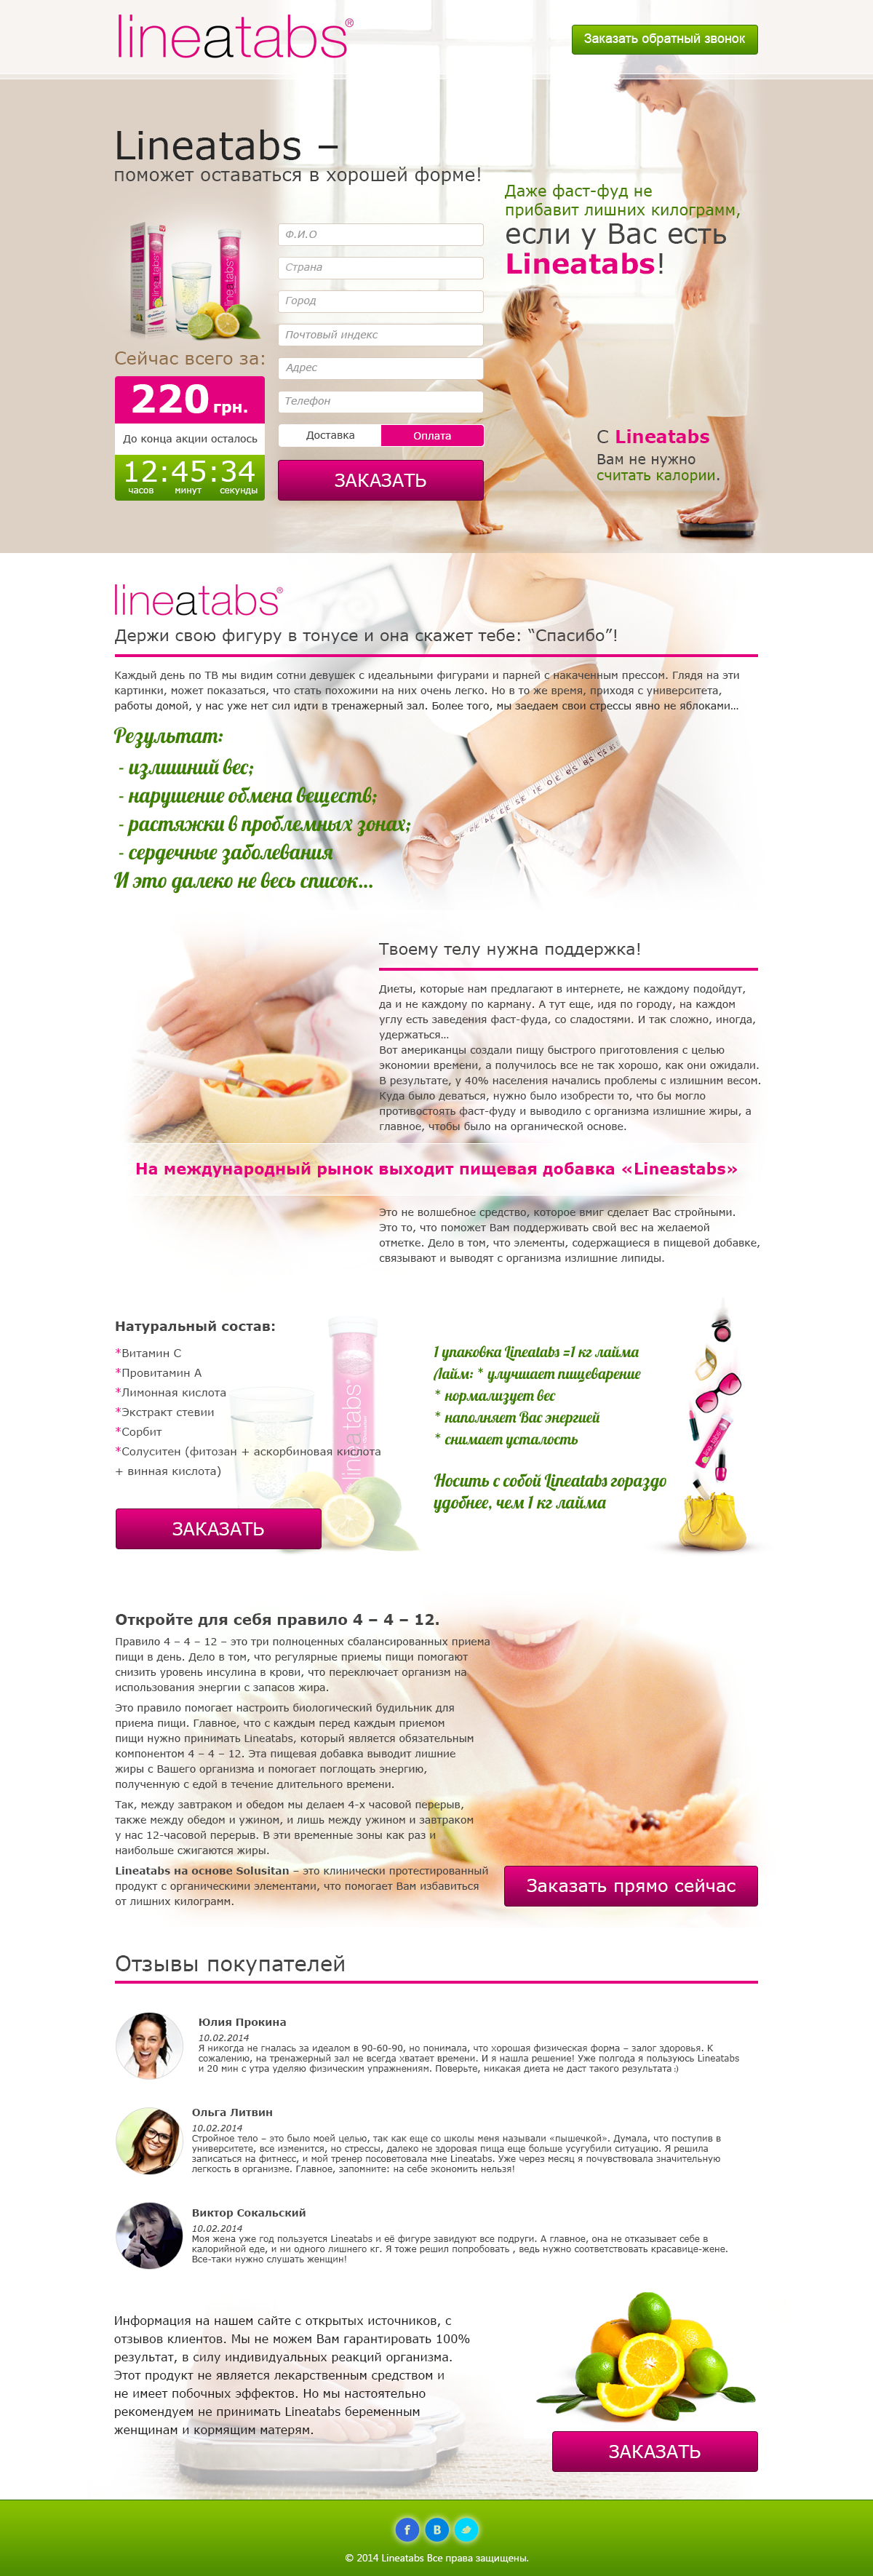 lineatabs®
Заказать обратный звонок
Lineatabs –
поможет оставаться в хорошей форме!
Даже фаст-фуд не
прибавит лишних килограмм,
если у Вас есть
Lineatabs!
Ф.И.О
Страна
Город
Почтовый индекс
Адрес
Телефон
Доставка
Оплата
ЗАКАЗАТЬ
Сейчас всего за:
220 грн.
До конца акции осталось
12:45:34
часов минут секунды
С Lineatabs
Вам не нужно
считать калории.
lineatabs®
Держи свою фигуру в тонусе и она скажет тебе: “Спасибо”!
Каждый день по ТВ мы видим сотни девушек с идеальными фигурами и парней с накаченным прессом. Глядя на эти
картинки, может показаться, что стать похожими на них очень легко. Но в то же время, приходя с университета,
работы домой, у нас уже нет сил идти в тренажерный зал. Более того, мы заедаем свои стрессы явно не яблоками...
Результат:
- излишиний вес;
- нарушение обмена веществ;
- растяжки в проблемных зонах;
- сердечные заболевания
И это далеко не весь список...
Твоему телу нужна поддержка!
Диеты, которые нам предлагают в интернете, не каждому подойдут,
да и не каждому по карману. А тут еще, идя по городу, на каждом
углу есть заведения фаст-фуда, со сладостями. И так сложно, иногда,
удержаться...
Вот американцы создали пищу быстрого приготовления с целью
экономии времени, а получилось все не так хорошо, как они ожидали.
В результате, у 40% населения начались проблемы с излишним весом.
Куда было деваться, нужно было изобрести то, что бы могло
противостоять фаст-фуду и выводило с организма излишние жиры, а
главное, чтобы было на органической основе.
На международный рынок выходит пищевая добавка «Lineastabs»
Это не волшебное средство, которое вмиг сделает Вас стройными.
Это то, что поможет Вам поддерживать свой вес на желаемой
отметке. Дело в том, что элементы, содержащиеся в пищевой добавке,
связывают и выводят с организма излишние липиды.
Натуральный состав:
*Витамин С
*Провитамин А
*Лимонная кислота
*Экстракт стевии
*Сорбит
*Солуситен (фитозан + аскорбиновая кислота
+ винная кислота)
ЗАКАЗАТЬ
1 упаковка Lineatabs =1 кг лайма
Лайм: * улучшает пищеварение
* нормализует вес
* наполняет Вас энергией
* снимает усталость
Носить с собой Lineatabs гораздо
удобнее, чем 1 кг лайма
Откройте для себя правило 4 – 4 – 12.
Правило 4 – 4 – 12 – это три полноценных сбалансированных приема
пищи в день. Дело в том, что регулярные приемы пищи помогают
снизить уровень инсулина в крови, что переключает организм на
использования энергии с запасов жира.
Это правило помогает настроить биологический будильник для
приема пищи. Главное, что с каждым перед каждым приемом
пищи нужно принимать Lineatabs, который является обязательным
компонентом 4 – 4 – 12. Эта пищевая добавка выводит лишние
жиры с Вашего организма и помогает поглощать энергию,
полученную с едой в течение длительного времени.
Так, между завтраком и обедом мы делаем 4-х часовой перерыв,
также между обедом и ужином, и лишь между ужином и завтраком
у нас 12-часовой перерыв. В эти временные зоны как раз и
наибольше сжигаются жиры.
Lineatabs на основе Solusitan – это клинически протестированный
продукт с органическими элементами, что помогает Вам избавиться
от лишних килограмм.
Заказать прямо сейчас
Отзывы покупателей
Юлия Прокина
10.02.2014
Я никогда не гналась за идеалом в 90-60-90, но понимала, что хорошая физическая форма – залог здоровья. К
сожалению, на тренажерный зал не всегда хватает времени. И я нашла решение! Уже полгода я пользуюсь Lineatabs
и 20 мин с утра уделяю физическим упражнениям. Поверьте, никакая диета не даст такого результата :)
Ольга Литвин
10.02.2014
Стройное тело – это было моей целью, так как еще со школы меня называли «пышечкой». Думала, что поступив в
университете, все изменится, но стрессы, далеко не здоровая пища еще больше усугубили ситуацию. Я решила
записаться на фитнесс, и мой тренер посоветовала мне Lineatabs. Уже через месяц я почувствовала значительную
легкость в организме. Главное, запомните: на себе экономить нельзя!
Виктор Сокальский
10.02.2014
Моя жена уже год пользуется Lineatabs и её фигуре завидуют все подруги. А главное, она не отказывает себе в
калорийной еде, и ни одного лишнего кг. Я тоже решил попробовать , ведь нужно соответствовать красавице-жене.
Все-таки нужно слушать женщин!
Информация на нашем сайте с открытых источников, с
отзывов клиентов. Мы не можем Вам гарантировать 100%
результат, в силу индивидуальных реакций организма.
Этот продукт не является лекарственным средством и
не имеет побочных эффектов. Но мы настоятельно
рекомендуем не принимать Lineatabs беременным
женщинам и кормящим матерям.
ЗАКАЗАТЬ
f В
© 2014 Lineatabs Все права защищены.